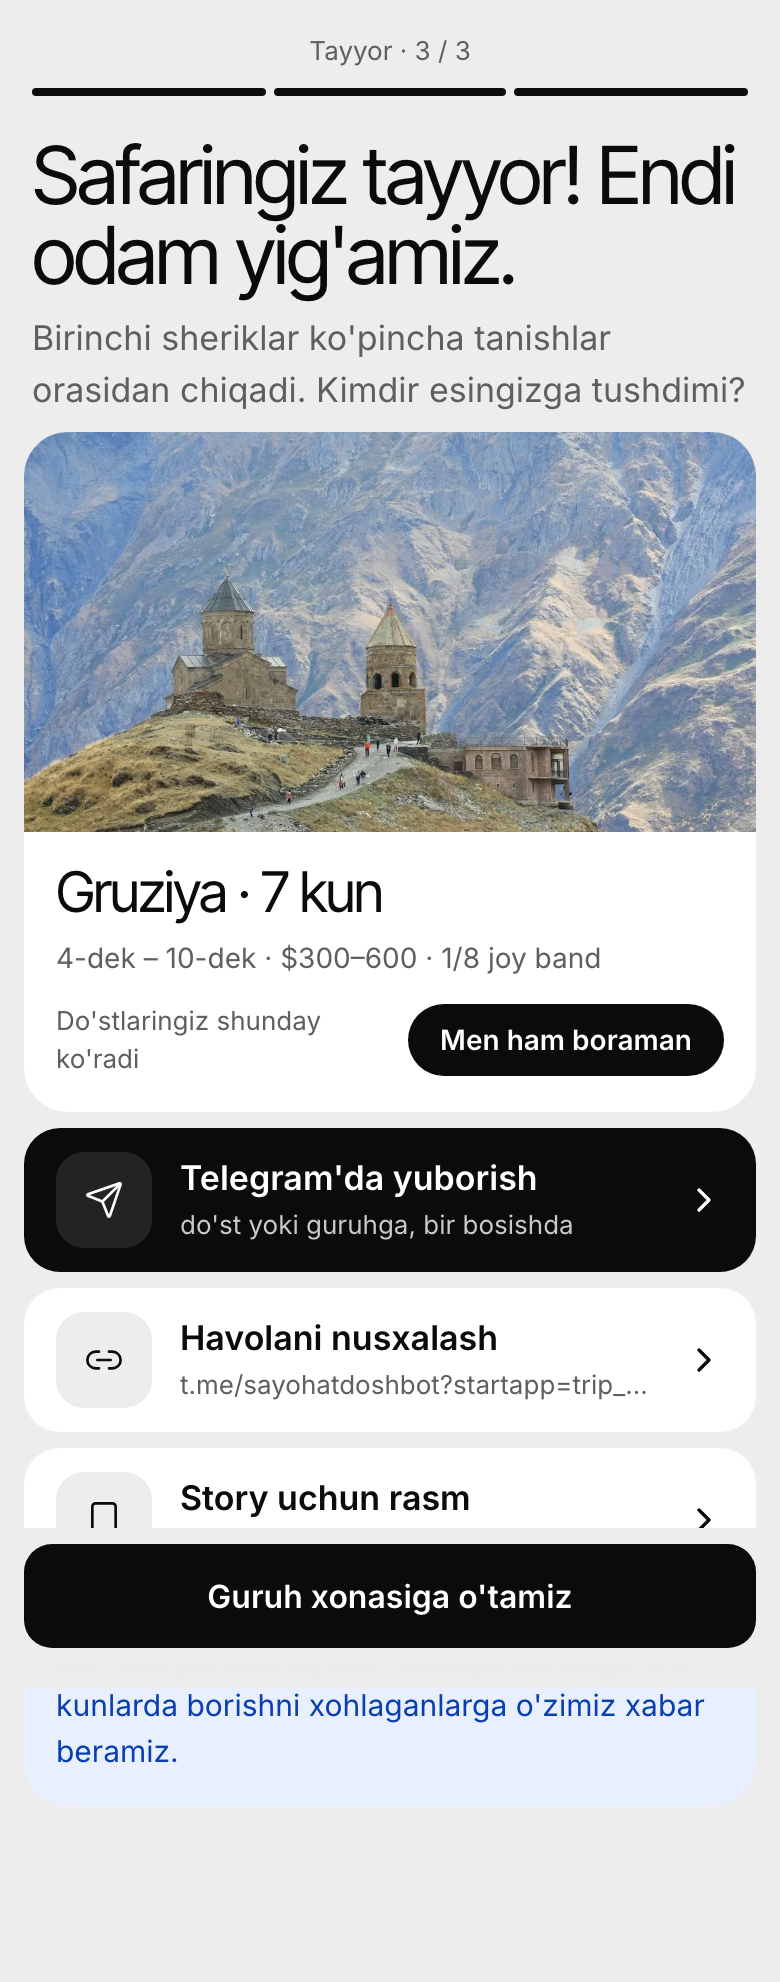 Tayyor · 3 / 3
Safaringiz tayyor! Endi
odam yig'amiz.
Birinchi sheriklar ko'pincha tanishlar
orasidan chiqadi. Kimdir esingizga tushdimi?
Gruziya · 7 kun
4-dek – 10-dek · $300–600 · 1/8 joy band
Do'stlaringiz shunday
ko'radi
Men ham boraman
Telegram'da yuborish
do'st yoki guruhga, bir bosishda
Havolani nusxalash
t.me/sayohatdoshbot?startapp=trip_...
Story uchun rasm
Guruh xonasiga o'tamiz
kunlarda borishni xohlaganlarga o'zimiz xabar
beramiz.